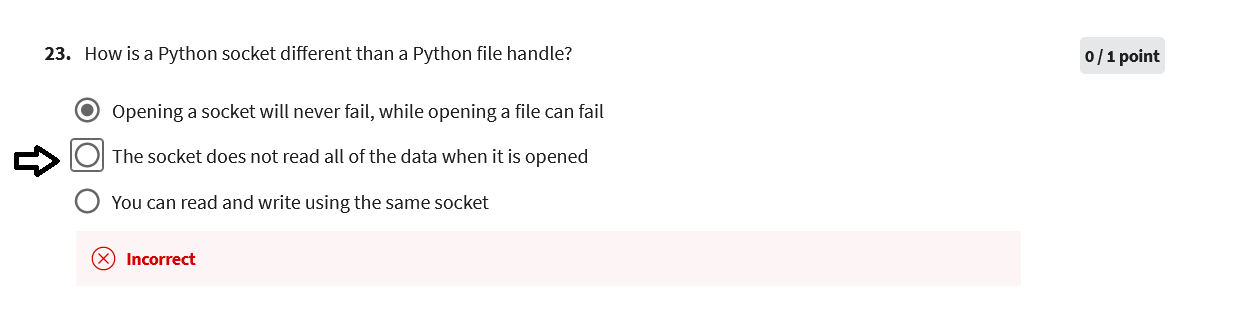 23. How is a Python socket different than a Python file handle?
0 / 1 point
Opening a socket will never fail, while opening a file can fail
The socket does not read all of the data when it is opened
You can read and write using the same socket
Incorrect